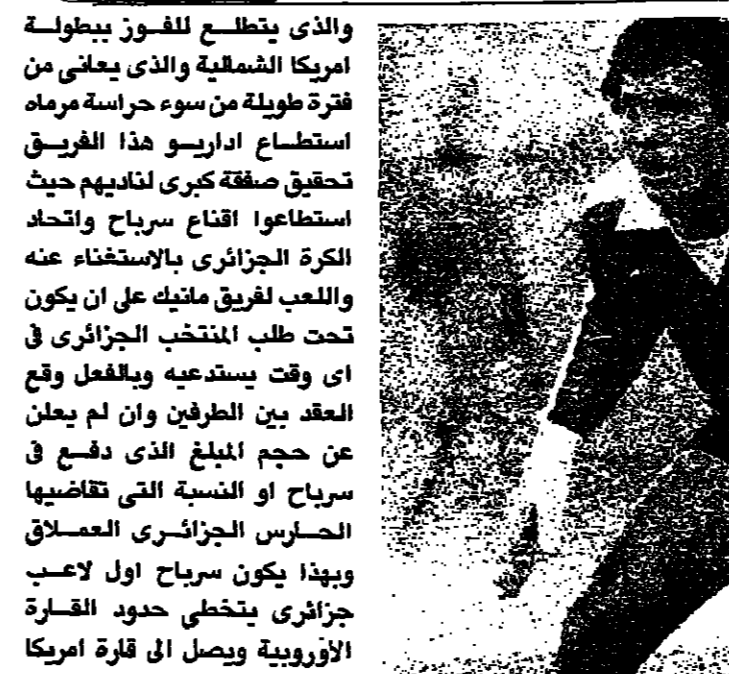 والذى يتطلع للفوز ببطولة
امريكا الشمالية والذى يعانى من
فترة طويلة من سوء حراسة مرماه
استطاع اداريو هذا الفريق
تحقيق صفقة كبرى لناديهم حيث
استطاعوا اقناع سرباح واتحاد
الكرة الجزائرى بالاستغناء عنه
واللعب لفريق مانيك على ان يكون
تحت طلب المنتخب الجزائرى فى
اى وقت يستدعيه وبالفعل وقع
العقد بين الطرفين وان لم يعلن
عن حجم المبلغ الذى دفع فى
سرباح او النسبة التى تقاضيها
الحارس الجزائرى العملاق
وبهذا يكون سرباح اول لاعب
جزائرى يتخطي حدود القارة
الأوروبية ويصل الى قارة امريكا